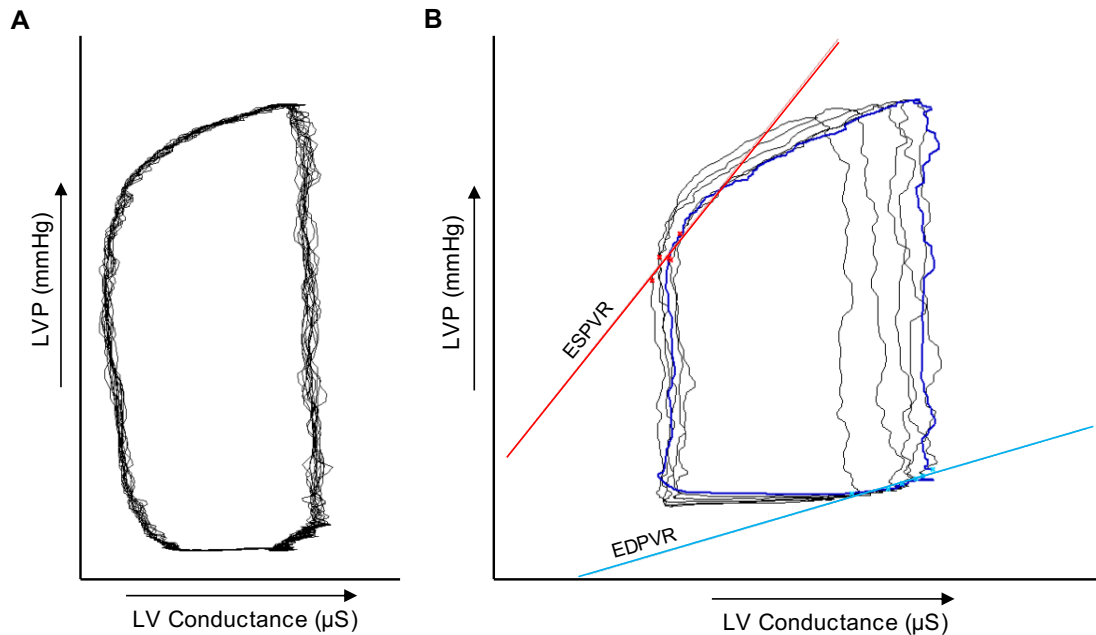 A
LVP (mmHg)
LV Conductance (µS)
B
LVP (mmHg)
ESPVR
EDPVR
LV Conductance (µS)